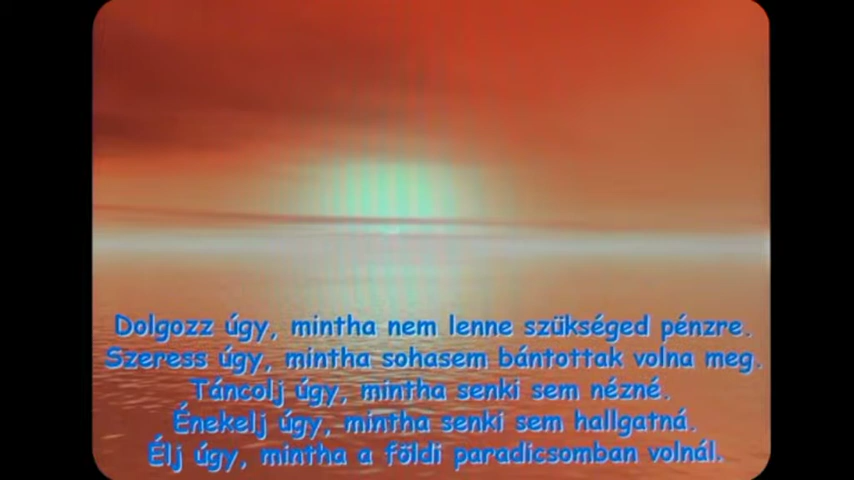 Dolgozz úgy, mintha nem lenne szükséged pénzre.
Szeress úgy, mintha sohasem bántottak volna meg.
Táncolj úgy, mintha senki sem nézné.
Énekelj úgy, mintha senki sem hallgatná.
Élj úgy, mintha a földi paradicsomban volnál.